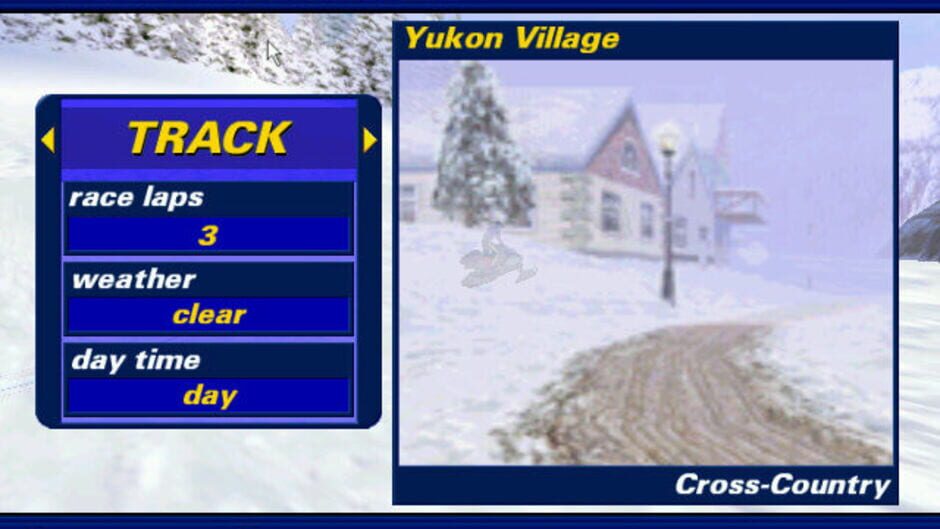 Yukon Village
TRACK
race laps
3
weather
clear
day time
day
Cross-Country